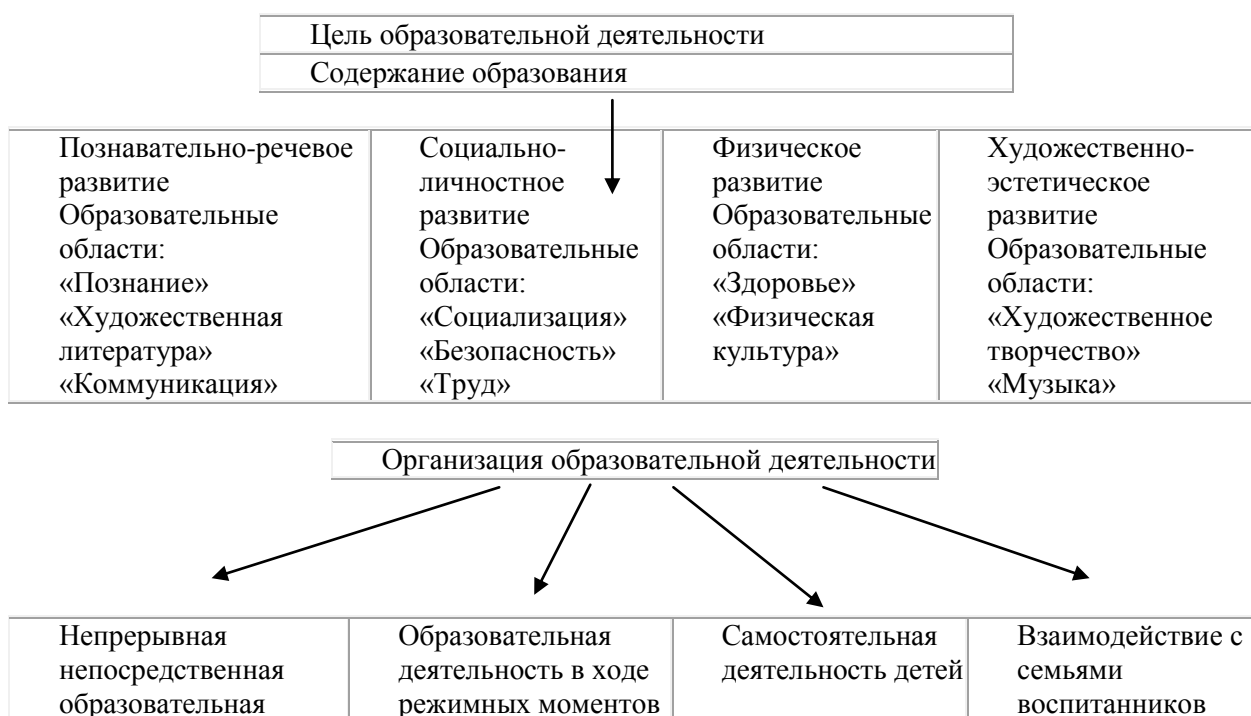 Цель образовательной деятельности
Содержание образования
Познавательно-речевое
развитие
Образовательные
области:
«Познание»
«Художественная
литература»
«Коммуникация»
Социально-
личностное
развитие
Образовательные
области:
«Социализация»
«Безопасность»
«Труд»
Физическое
развитие
Образовательные
области:
«Здоровье»
«Физическая
культура»
Художественно-
эстетическое
развитие
Образовательные
области:
«Художественное
творчество»
«Музыка»
Организация образовательной деятельности
Непрерывная
непосредственная
образовательная
Образовательная
деятельность в ходе
режимных моментов
Самостоятельная
деятельность детей
Взаимодействие с
семьями
воспитанников